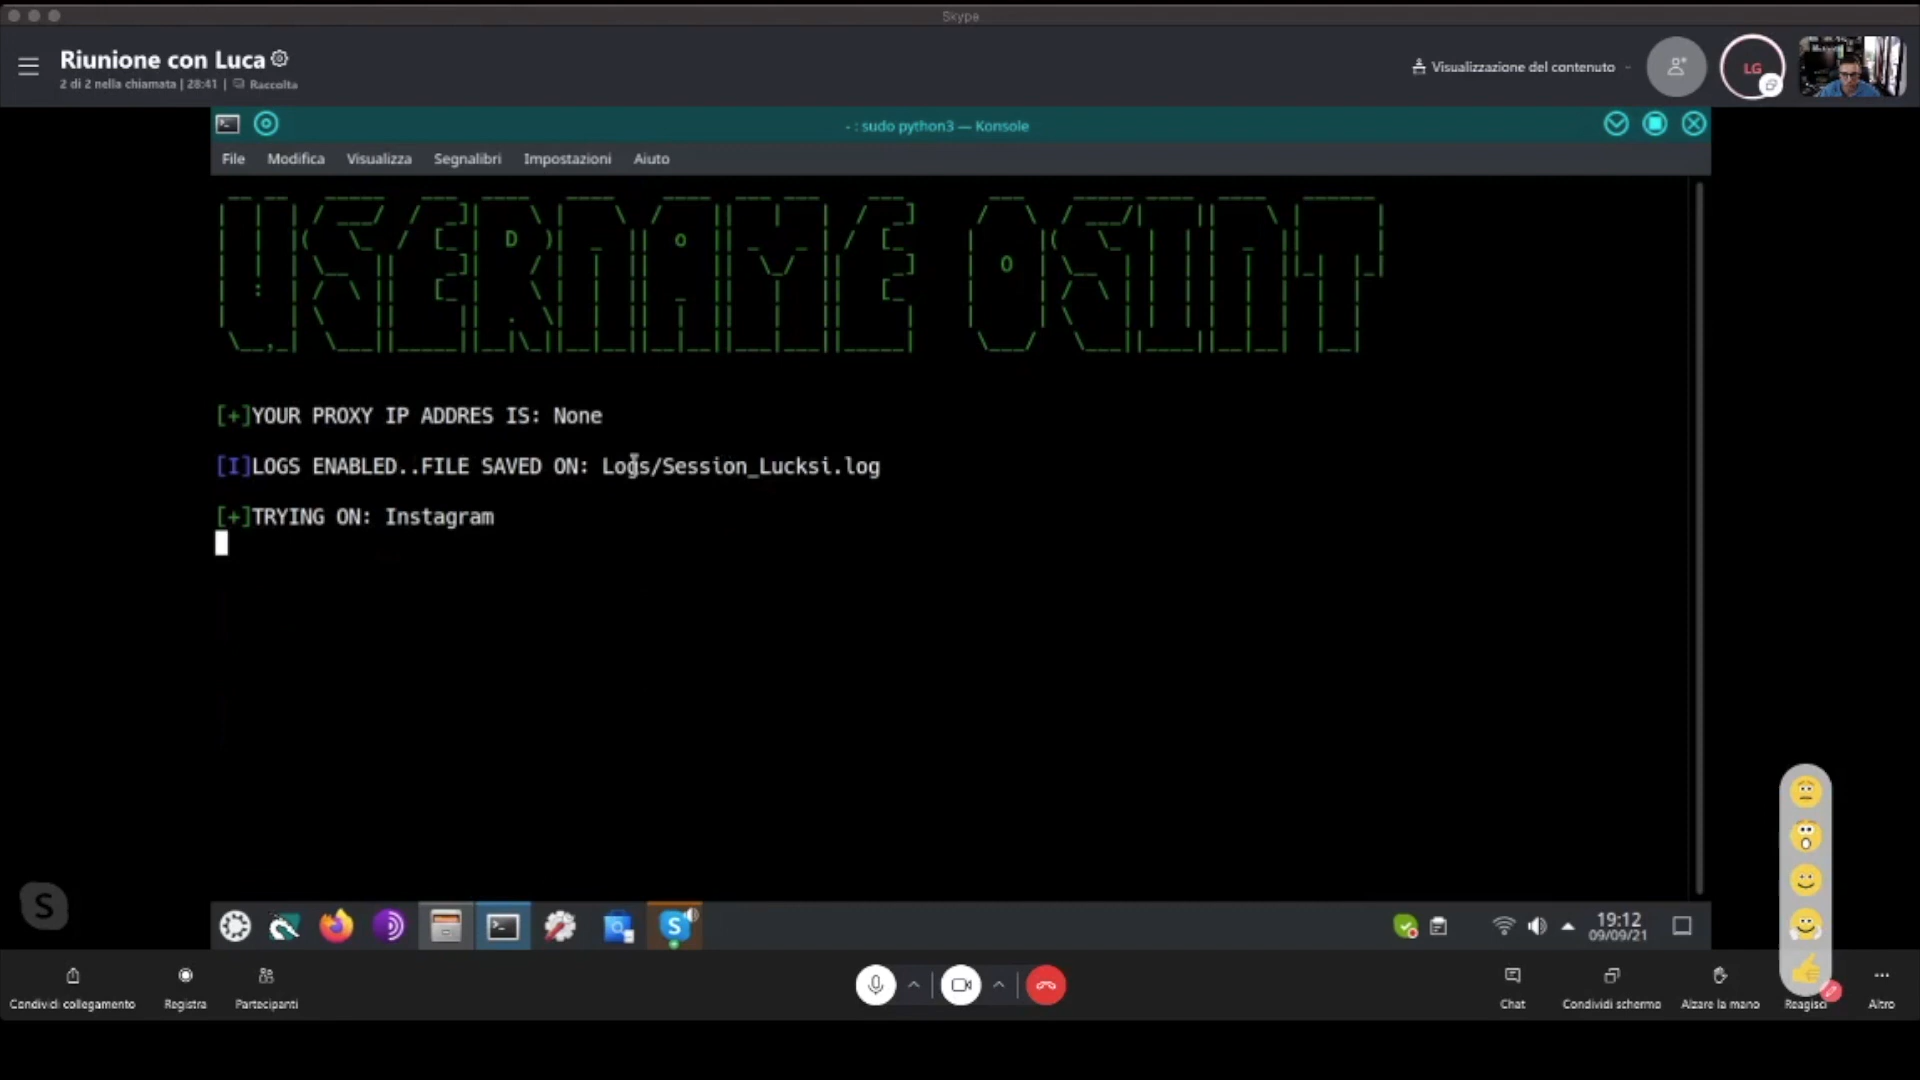 Skype
Riunione con Luca
2 di 2 nella chiamata | 28:41 | Raccolta
Visualizzazione del contenuto
LG
- : sudo python3 — Konsole
File Modifica Visualizza Segnalibri Impostazioni Aiuto
USERNAME OSINT
[+]YOUR PROXY IP ADDRES IS: None
[I]LOGS ENABLED..FILE SAVED ON: Logs/Session_Lucksi.log
[+]TRYING ON: Instagram
S
19:12
09/09/21
Condividi collegamento Registra Partecipanti Chat Condividi schermo Alzare la mano Reagisci Altro